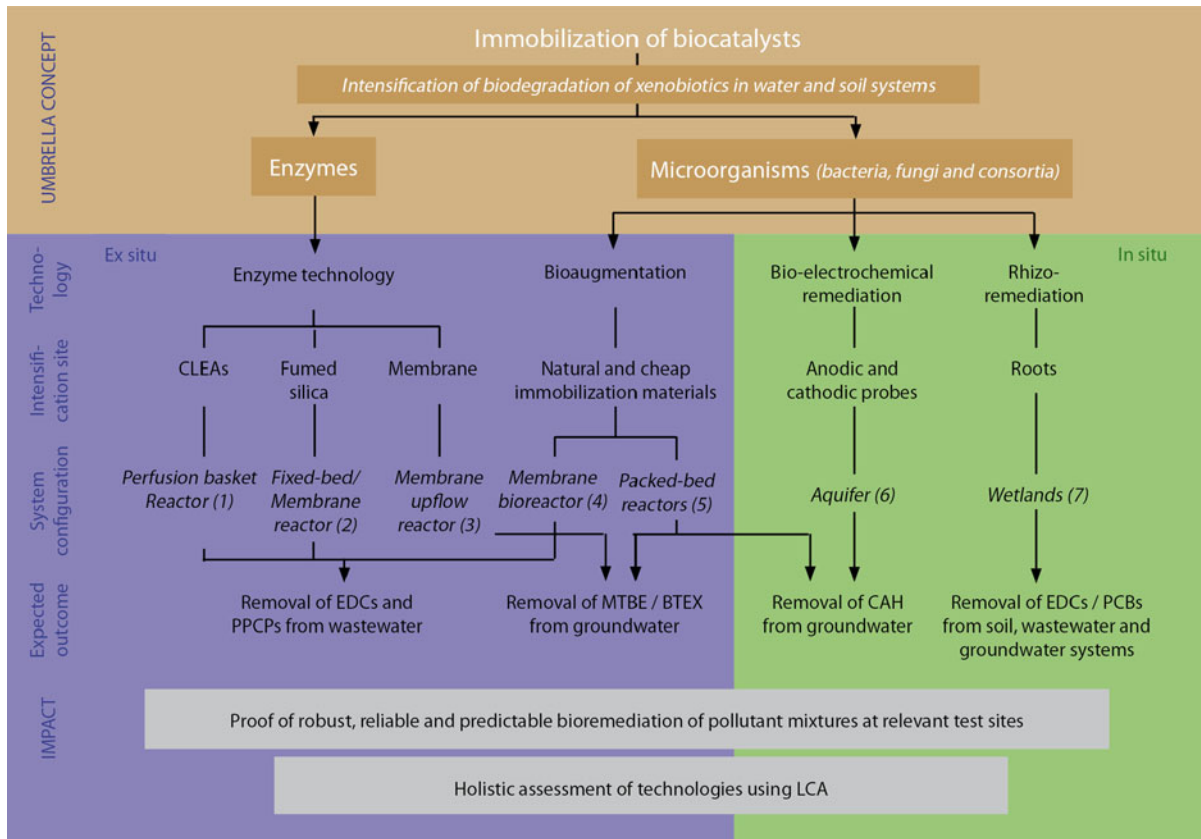 UMBRELLA CONCEPT
Immobilization of biocatalysts
Intensification of biodegradation of xenobiotics in water and soil systems
Enzymes
Microorganisms (bacteria, fungi and consortia)
Ex situ
In situ
Techno-
logy
Enzyme technology
Bioaugmentation
Bio-electrochemical
remediation
Rhizo-
remediation
Intensifi-
cation site
CLEAs
Fumed
silica
Membrane
Natural and cheap
immobilization materials
Anodic and
cathodic probes
Roots
System
configuration
Perfusion basket
Reactor (1)
Fixed-bed/
Membrane
reactor (2)
Membrane
upflow
reactor (3)
Membrane
bioreactor (4)
Packed-bed
reactors (5)
Aquifer (6)
Wetlands (7)
Expected
outcome
Removal of EDCs and
PPCPs from wastewater
Removal of MTBE / BTEX
from groundwater
Removal of CAH
from groundwater
Removal of EDCs / PCBs
from soil, wastewater and
groundwater systems
IMPACT
Proof of robust, reliable and predictable bioremediation of pollutant mixtures at relevant test sites
Holistic assessment of technologies using LCA